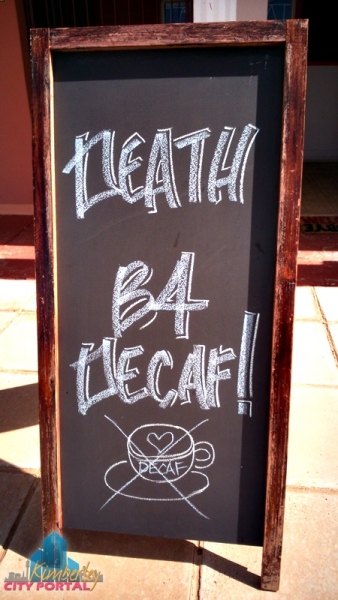 DEATH
B4
DECAF!
DECAF
Kimberley
CITY PORTAL